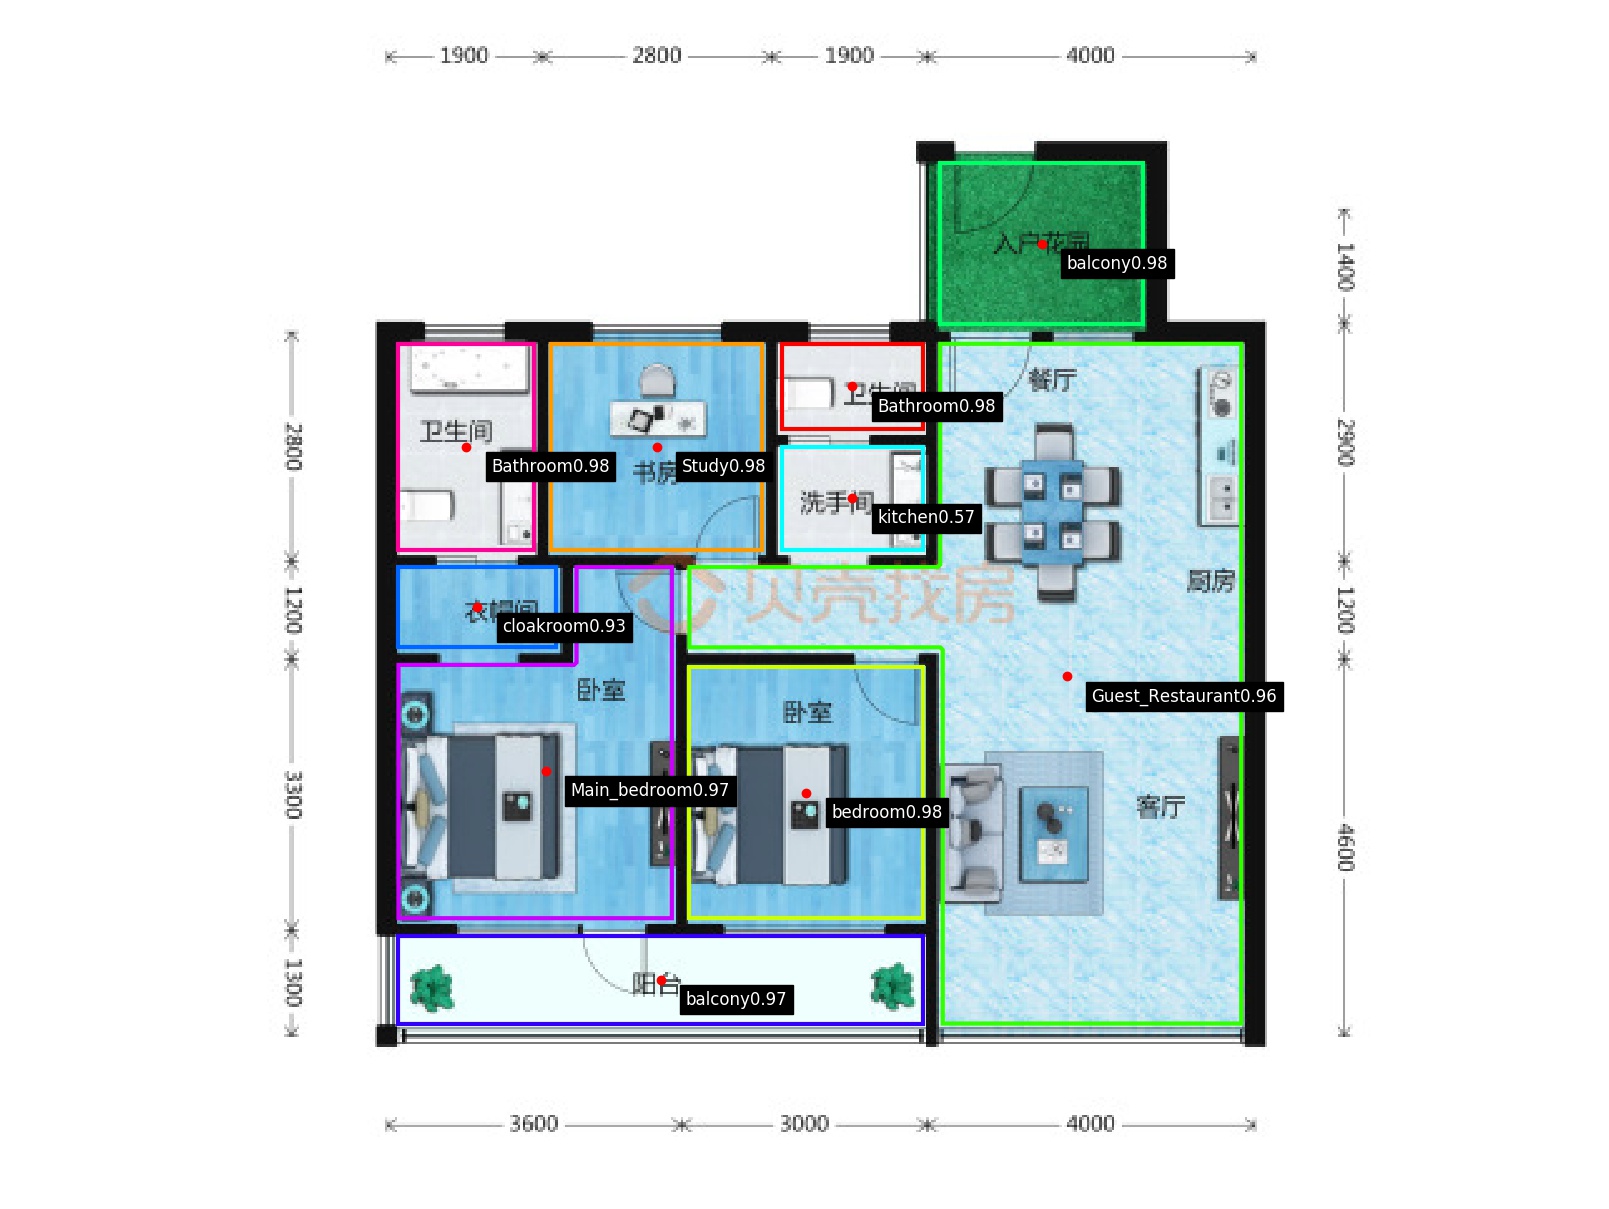 1900 2800 1900 4000
入户花园
balcony0.98
1400
餐厅
卫生间
Bathroom0.98
卫生间
Bathroom0.98
书房
Study0.98
洗手间
kitchen0.57
2800
2900
贝壳找房
厨房
衣帽间
cloakroom0.93
1200
1200
卧室
卧室
Guest_Restaurant0.96
Main_bedroom0.97
bedroom0.98
客厅
3300
4600
阳台
balcony0.97
1300
3600 3000 4000